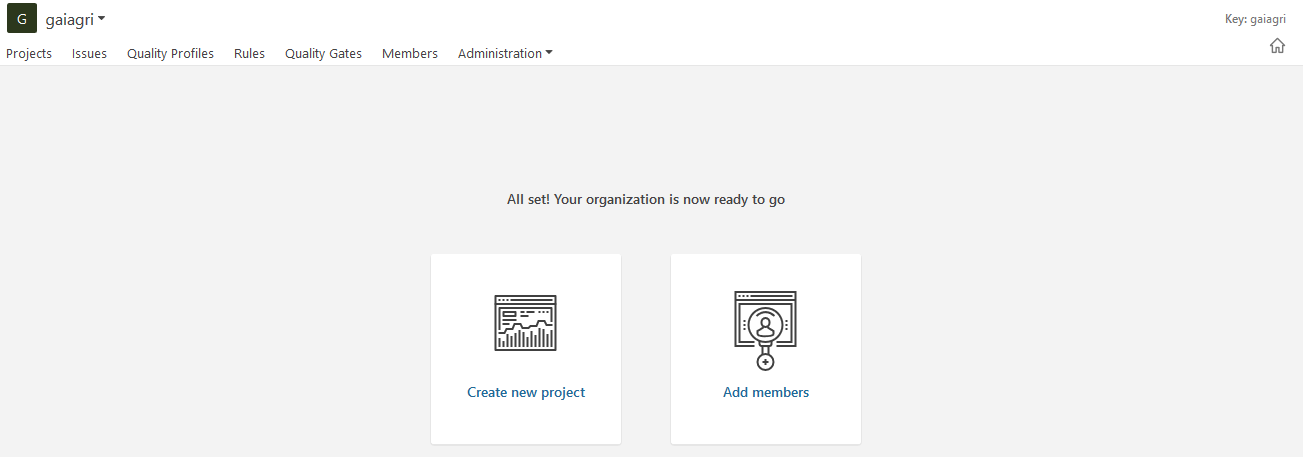 G gaiagri Key: gaiagri
Projects Issues Quality Profiles Rules Quality Gates Members Administration
All set! Your organization is now ready to go
Create new project Add members